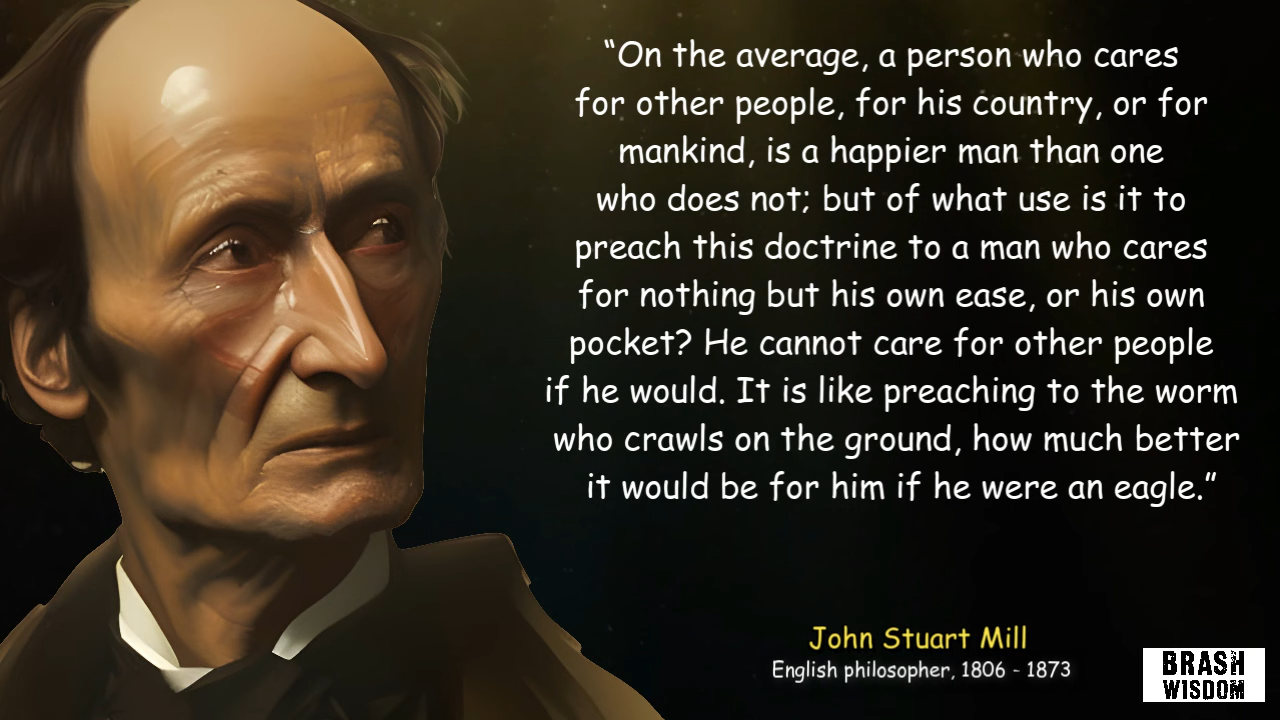 “On the average, a person who cares
for other people, for his country, or for
mankind, is a happier man than one
who does not; but of what use is it to
preach this doctrine to a man who cares
for nothing but his own ease, or his own
pocket? He cannot care for other people
if he would. It is like preaching to the worm
who crawls on the ground, how much better
it would be for him if he were an eagle.”
John Stuart Mill
English philosopher, 1806 - 1873
BRASH
WISDOM